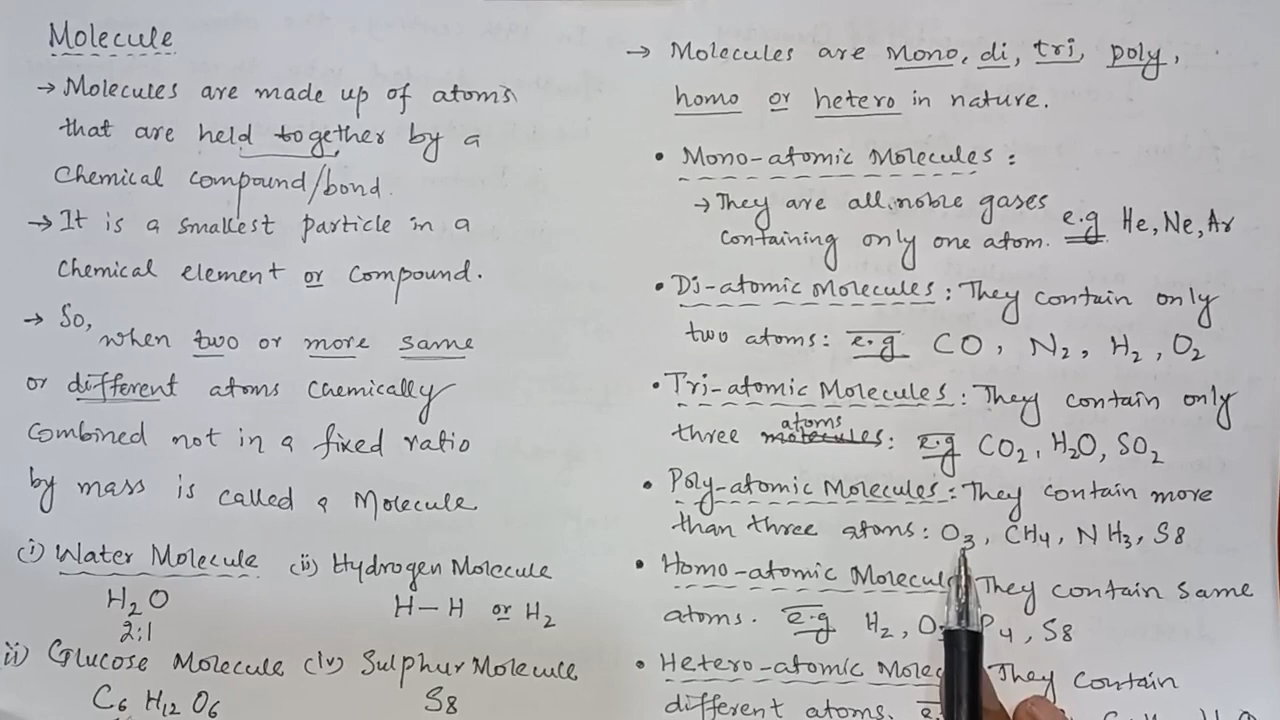 Molecule
→ Molecules are made up of atoms
that are held together by a
chemical compound/bond.
→ It is a smallest particle in a
chemical element or compound.
→ So,
when two or more same
or different atoms chemically
combined not in a fixed ratio
by mass is called a Molecule
(i) Water Molecule (ii) Hydrogen Molecule
H2O H-H or H2
2:1
ii) Glucose Molecule (iv) Sulphur Molecule
C6 H12 O6 S8
→ Molecules are Mono, di, tri, poly,
homo or hetero in nature.
• Mono-atomic Molecules:
→ They are all noble gases
containing only one atom. e.g He, Ne, Ar
• Di-atomic Molecules: They contain only
two atoms: e.g CO, N2, H2, O2
• Tri-atomic Molecules: They contain only
atoms
three molecules: e.g CO2, H2O, SO2
• Poly-atomic Molecules: They contain more
than three atoms: O3, CH4, NH3, S8
• Homo-atomic Molecul They contain same
atoms. e.g H2, O3 P4, S8
• Hetero-atomic Molec They contain
different atoms.